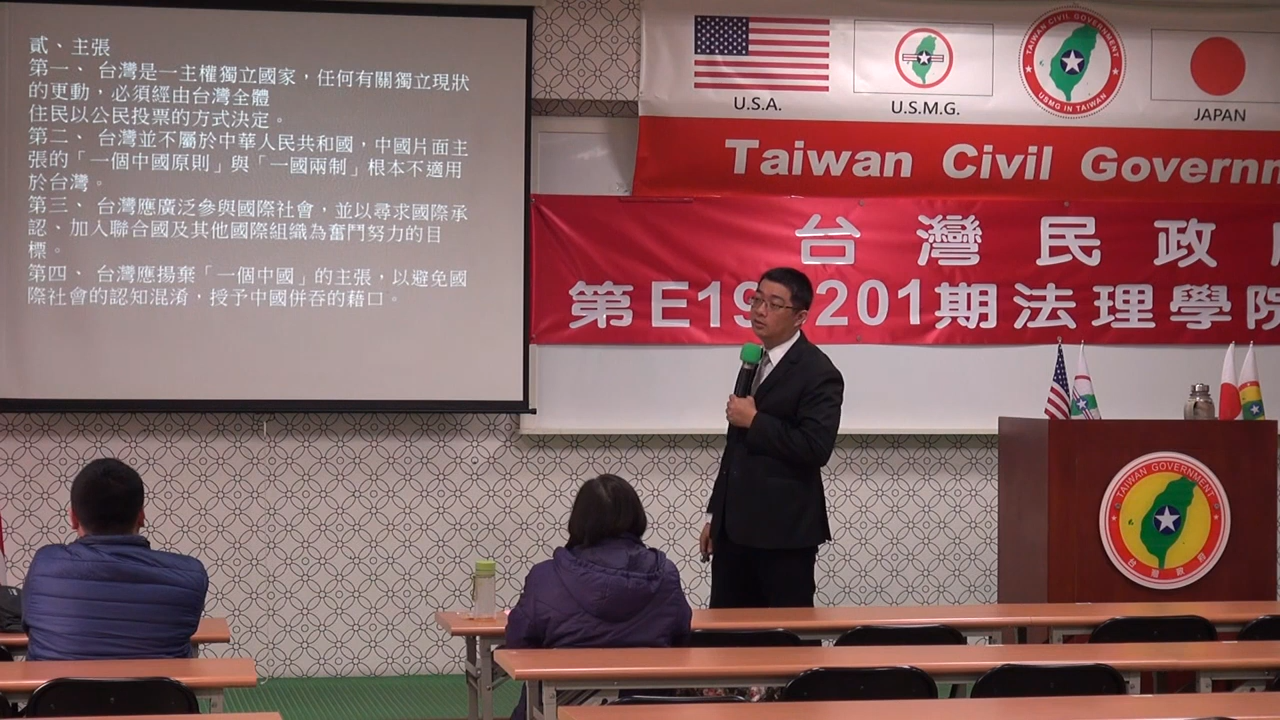 貳、主張
第一、 台灣是一主權獨立國家，任何有關獨立現狀
的更動，必須經由台灣全體
住民以公民投票的方式決定。
第二、 台灣並不屬於中華人民共和國，中國片面主
張的「一個中國原則」與「一國兩制」根本不適用
於台灣。
第三、 台灣應廣泛參與國際社會，並以尋求國際承
認、加入聯合國及其他國際組織為奮鬥努力的目
標。
第四、 台灣應揚棄「一個中國」的主張，以避免國
際社會的認知混淆，授予中國併吞的藉口。
U.S.A.
U.S.M.G.
TAIWAN CIVIL GOVERNMENT
USMG IN TAIWAN
JAPAN
Taiwan Civil Governm
台灣民政
第E19 201期法理學院
TAIWAN GOVERNMENT
台灣政府